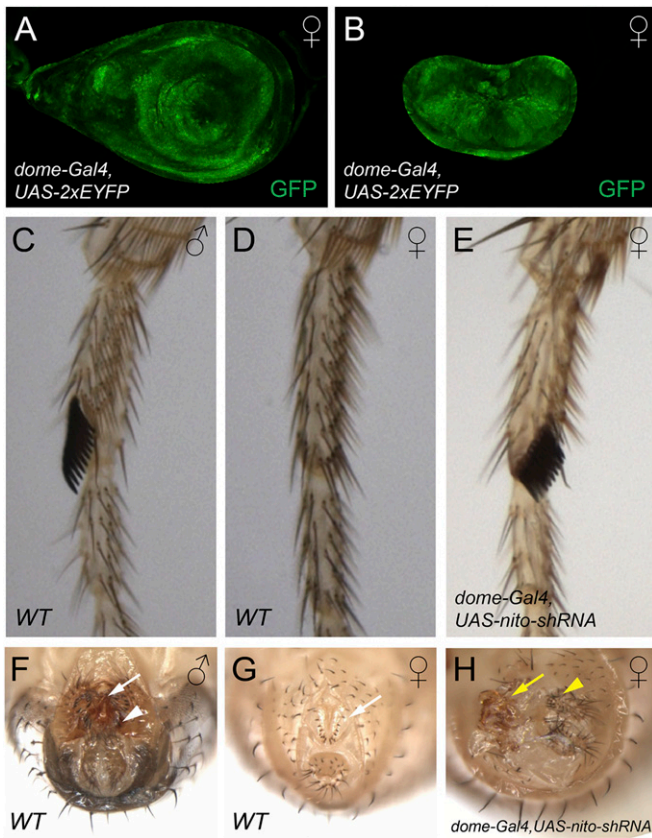 A ♀
dome-Gal4,
UAS-2xEYFP
GFP
B ♀
dome-Gal4,
UAS-2xEYFP
GFP
C ♂
WT
D ♀
WT
E ♀
dome-Gal4,
UAS-nito-shRNA
F ♂
WT
G ♀
WT
H ♀
dome-Gal4,UAS-nito-shRNA